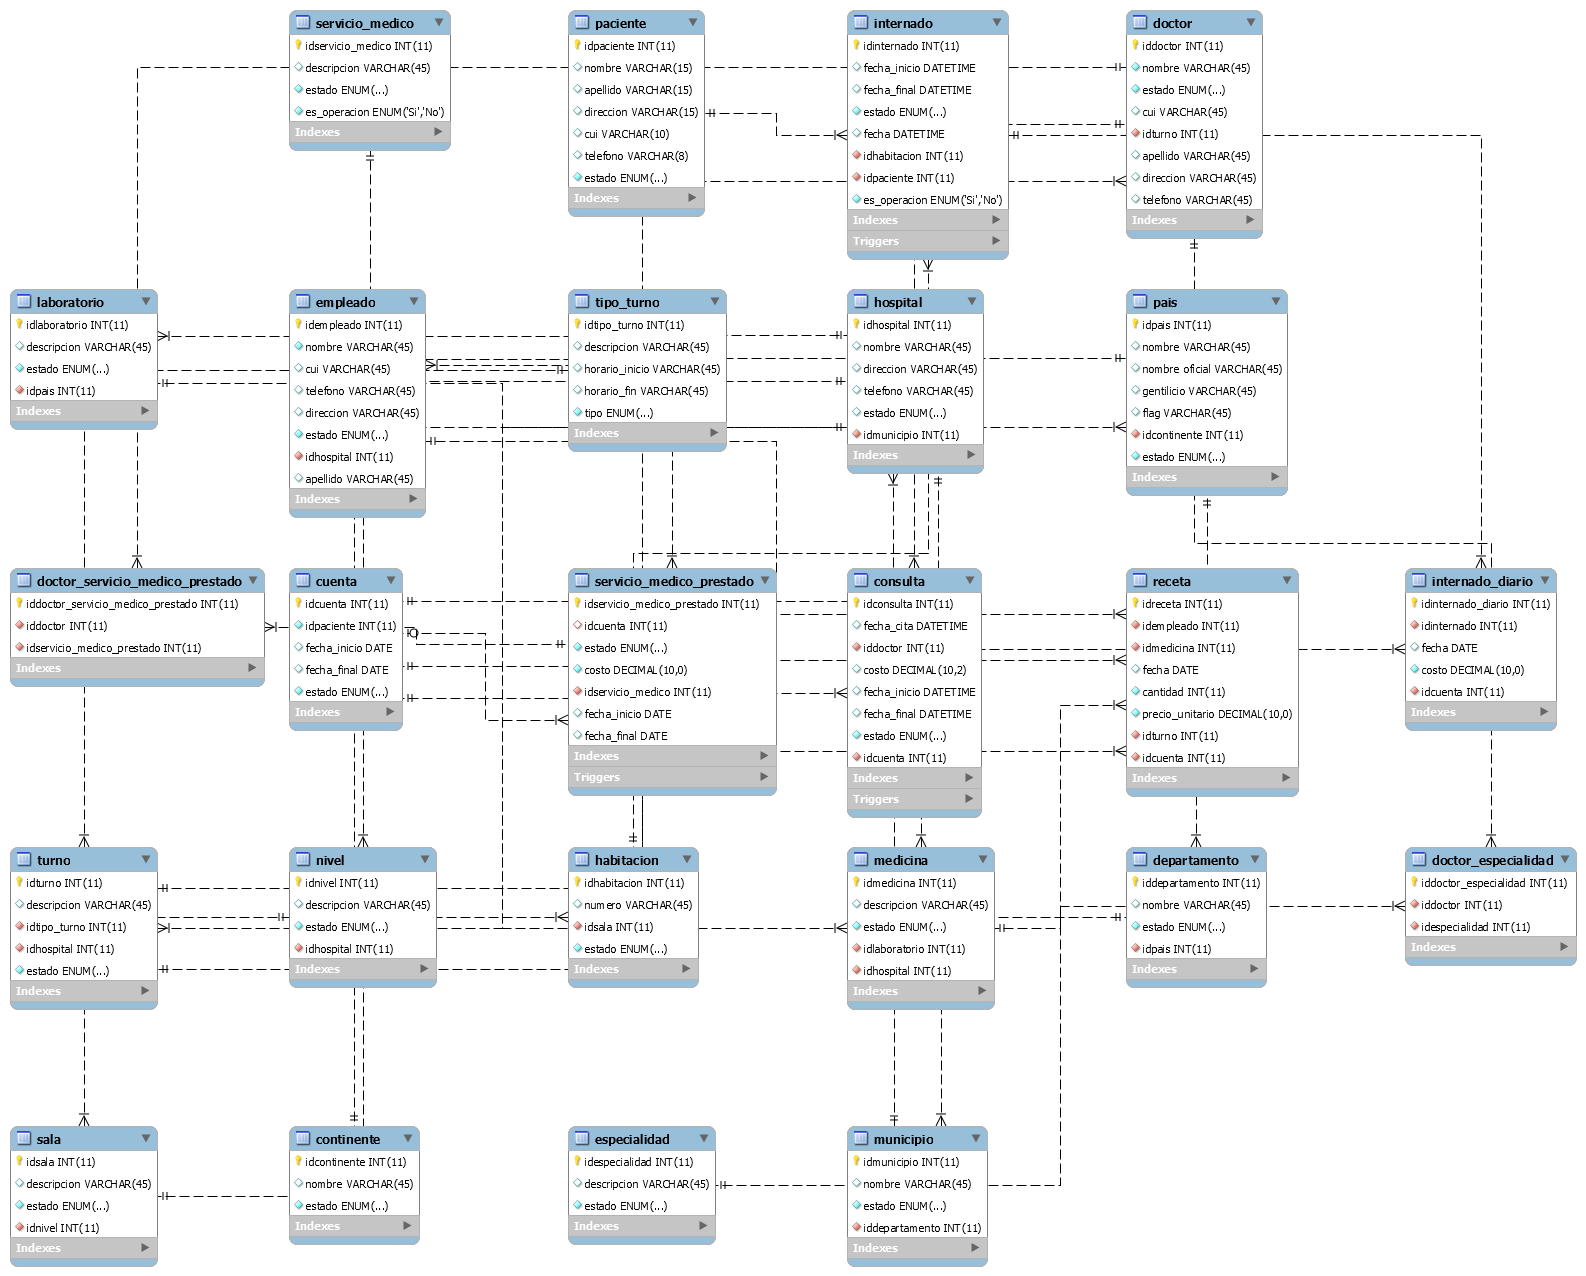 servicio_medico
idservicio_medico INT(11)
descripcion VARCHAR(45)
estado ENUM(...)
es_operacion ENUM('Si','No')
Indexes
paciente
idpaciente INT(11)
nombre VARCHAR(15)
apellido VARCHAR(15)
direccion VARCHAR(15)
cui VARCHAR(10)
telefono VARCHAR(8)
estado ENUM(...)
Indexes
internado
idinternado INT(11)
fecha_inicio DATETIME
fecha_final DATETIME
estado ENUM(...)
fecha DATETIME
idhabitacion INT(11)
idpaciente INT(11)
es_operacion ENUM('Si','No')
Indexes
Triggers
doctor
iddoctor INT(11)
nombre VARCHAR(45)
estado ENUM(...)
cui VARCHAR(45)
idturno INT(11)
apellido VARCHAR(45)
direccion VARCHAR(45)
telefono VARCHAR(45)
Indexes
laboratorio
idlaboratorio INT(11)
descripcion VARCHAR(45)
estado ENUM(...)
idpais INT(11)
Indexes
empleado
idempleado INT(11)
nombre VARCHAR(45)
cui VARCHAR(45)
telefono VARCHAR(45)
direccion VARCHAR(45)
estado ENUM(...)
idhospital INT(11)
apellido VARCHAR(45)
Indexes
tipo_turno
idtipo_turno INT(11)
descripcion VARCHAR(45)
horario_inicio VARCHAR(45)
horario_fin VARCHAR(45)
tipo ENUM(...)
Indexes
hospital
idhospital INT(11)
nombre VARCHAR(45)
direccion VARCHAR(45)
telefono VARCHAR(45)
estado ENUM(...)
idmunicipio INT(11)
Indexes
pais
idpais INT(11)
nombre VARCHAR(45)
nombre oficial VARCHAR(45)
gentilicio VARCHAR(45)
flag VARCHAR(45)
idcontinente INT(11)
estado ENUM(...)
Indexes
doctor_servicio_medico_prestado
iddoctor_servicio_medico_prestado INT(11)
iddoctor INT(11)
idservicio_medico_prestado INT(11)
Indexes
cuenta
idcuenta INT(11)
idpaciente INT(11)
fecha_inicio DATE
fecha_final DATE
estado ENUM(...)
Indexes
servicio_medico_prestado
idservicio_medico_prestado INT(11)
idcuenta INT(11)
estado ENUM(...)
costo DECIMAL(10,0)
idservicio_medico INT(11)
fecha_inicio DATE
fecha_final DATE
Indexes
Triggers
consulta
idconsulta INT(11)
fecha_cita DATETIME
iddoctor INT(11)
costo DECIMAL(10,2)
fecha_inicio DATETIME
fecha_final DATETIME
estado ENUM(...)
idcuenta INT(11)
Indexes
Triggers
receta
idreceta INT(11)
idempleado INT(11)
idmedicina INT(11)
fecha DATE
cantidad INT(11)
precio_unitario DECIMAL(10,0)
idturno INT(11)
idcuenta INT(11)
Indexes
internado_diario
idinternado_diario INT(11)
idinternado INT(11)
fecha DATE
costo DECIMAL(10,0)
idcuenta INT(11)
Indexes
turno
idturno INT(11)
descripcion VARCHAR(45)
idtipo_turno INT(11)
idhospital INT(11)
estado ENUM(...)
Indexes
nivel
idnivel INT(11)
descripcion VARCHAR(45)
estado ENUM(...)
idhospital INT(11)
Indexes
habitacion
idhabitacion INT(11)
numero VARCHAR(45)
idsala INT(11)
estado ENUM(...)
Indexes
medicina
idmedicina INT(11)
descripcion VARCHAR(45)
estado ENUM(...)
idlaboratorio INT(11)
idhospital INT(11)
Indexes
departamento
iddepartamento INT(11)
nombre VARCHAR(45)
estado ENUM(...)
idpais INT(11)
Indexes
doctor_especialidad
iddoctor_especialidad INT(11)
iddoctor INT(11)
idespecialidad INT(11)
Indexes
sala
idsala INT(11)
descripcion VARCHAR(45)
estado ENUM(...)
idnivel INT(11)
Indexes
continente
idcontinente INT(11)
nombre VARCHAR(45)
estado ENUM(...)
Indexes
especialidad
idespecialidad INT(11)
descripcion VARCHAR(45)
estado ENUM(...)
Indexes
municipio
idmunicipio INT(11)
nombre VARCHAR(45)
estado ENUM(...)
iddepartamento INT(11)
Indexes